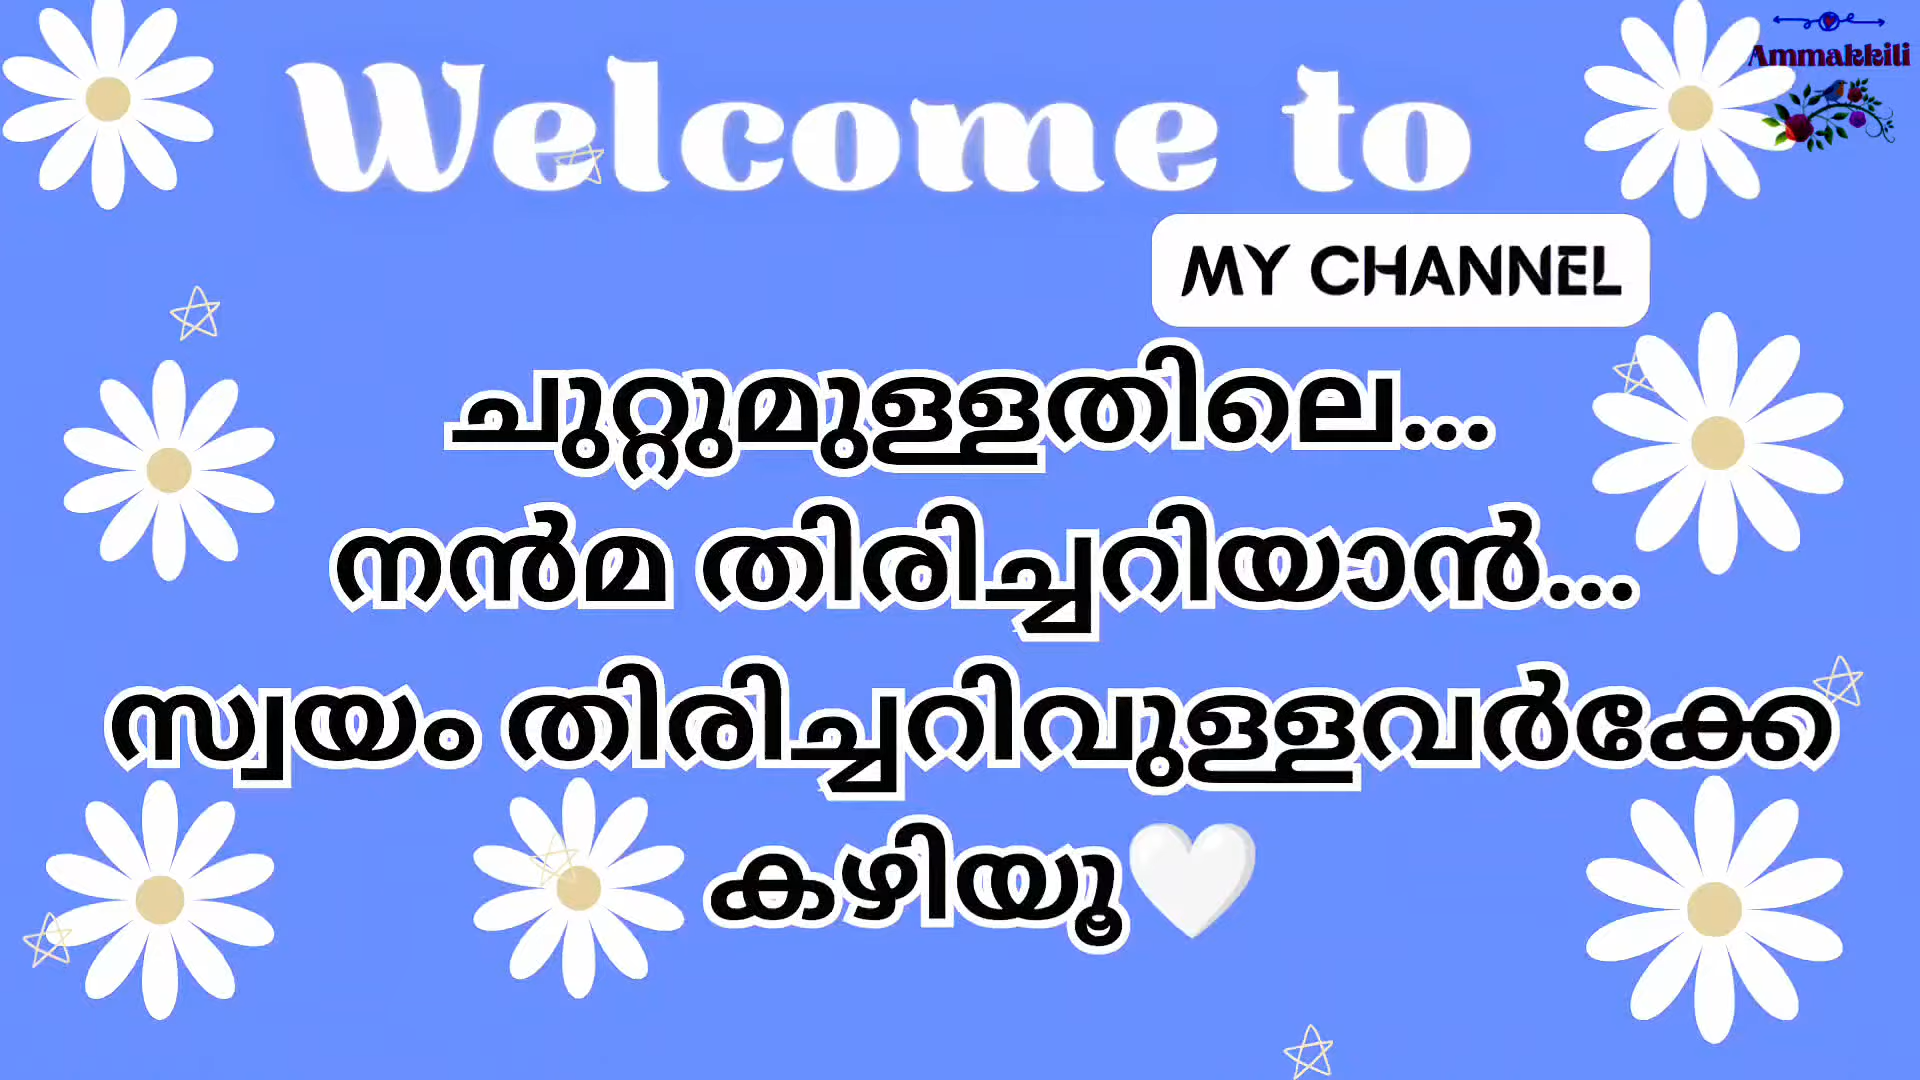 Welcome to
Ammakkili
MY CHANNEL
ചുറ്റുമുള്ളതിലെ...
നൻമ തിരിച്ചറിയാൻ...
സ്വയം തിരിച്ചറിവുള്ളവർക്കേ
കഴിയൂ🤍